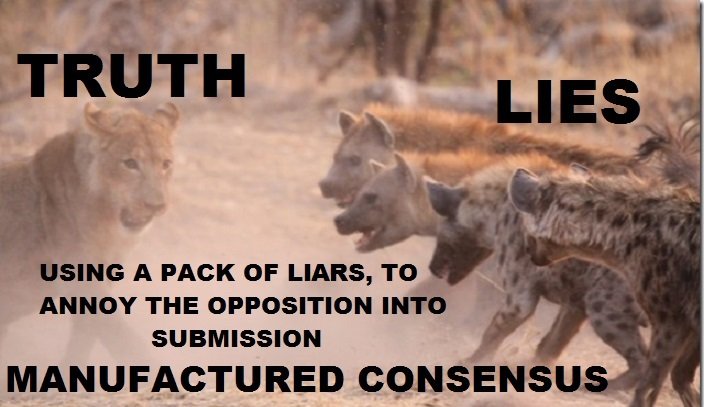 TRUTH
LIES
USING A PACK OF LIARS, TO
ANNOY THE OPPOSITION INTO
SUBMISSION
MANUFACTURED CONSENSUS